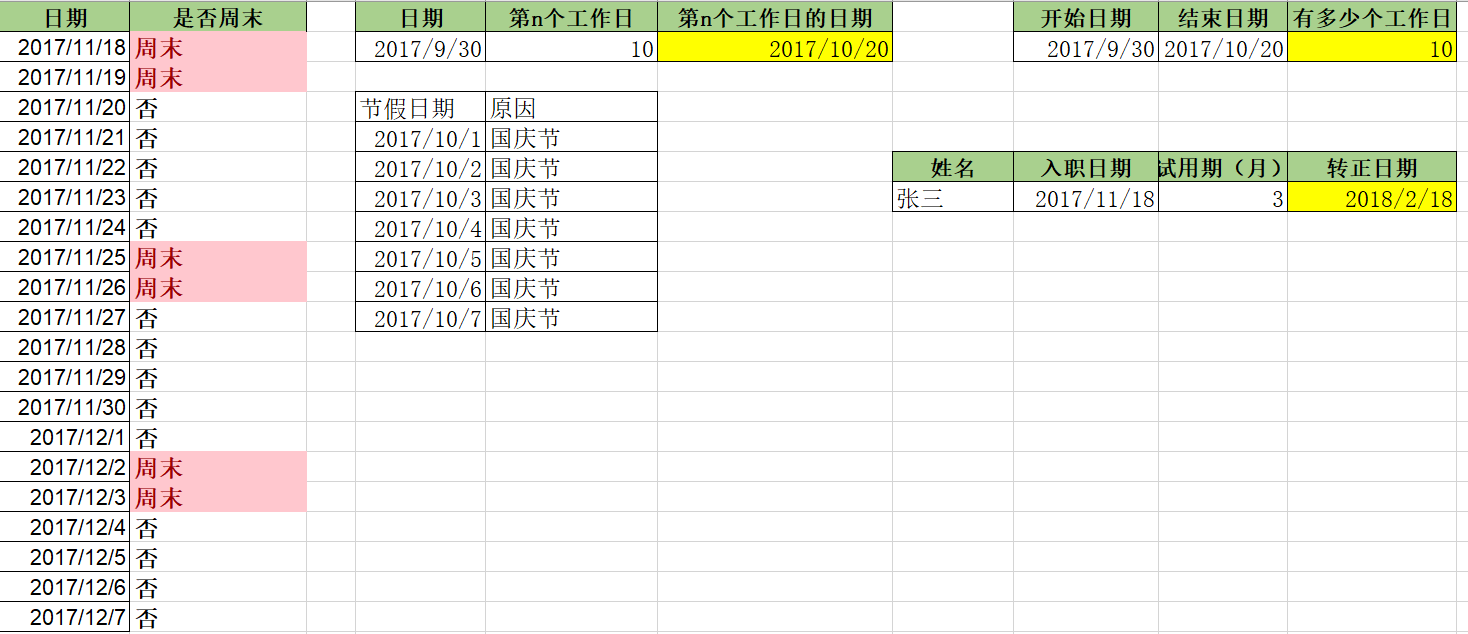 日期 是否周末 日期 第n个工作日 第n个工作日的日期 开始日期 结束日期 有多少个工作日
2017/11/18 周末 2017/9/30 10 2017/10/20 2017/9/30 2017/10/20 10
2017/11/19 周末
2017/11/20 否 节假日期 原因
2017/11/21 否 2017/10/1 国庆节
2017/11/22 否 2017/10/2 国庆节 姓名 入职日期 试用期（月） 转正日期
2017/11/23 否 2017/10/3 国庆节 张三 2017/11/18 3 2018/2/18
2017/11/24 否 2017/10/4 国庆节
2017/11/25 周末 2017/10/5 国庆节
2017/11/26 周末 2017/10/6 国庆节
2017/11/27 否 2017/10/7 国庆节
2017/11/28 否
2017/11/29 否
2017/11/30 否
2017/12/1 否
2017/12/2 周末
2017/12/3 周末
2017/12/4 否
2017/12/5 否
2017/12/6 否
2017/12/7 否